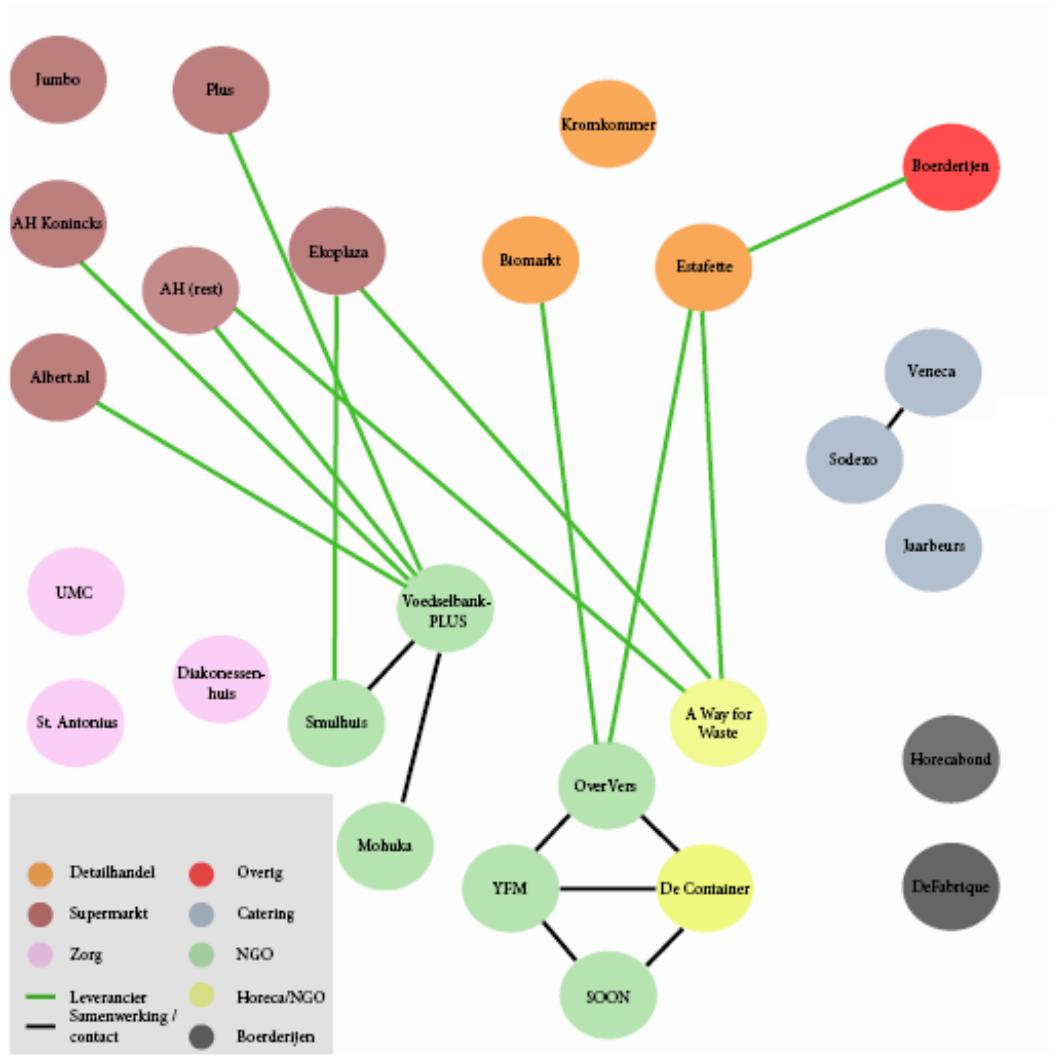 Jumbo
Plus
Kromkommer
Boerderijen
AH Konincks
Ekoplaza
Biomarkt
Estafette
AH (rest)
Albert.nl
Veneca
Sodexo
Jaarbeurs
UMC
Voedselbank-
PLUS
Diakonessen-
huis
St. Antonius
Smulhuis
A Way for
Waste
Horecabond
OverVers
Mohuka
YFM
De Container
DeFabrique
SOON
Detailhandel
Supermarkt
Zorg
Leverancier
Samenwerking /
contact
Overig
Catering
NGO
Horeca/NGO
Boerderijen